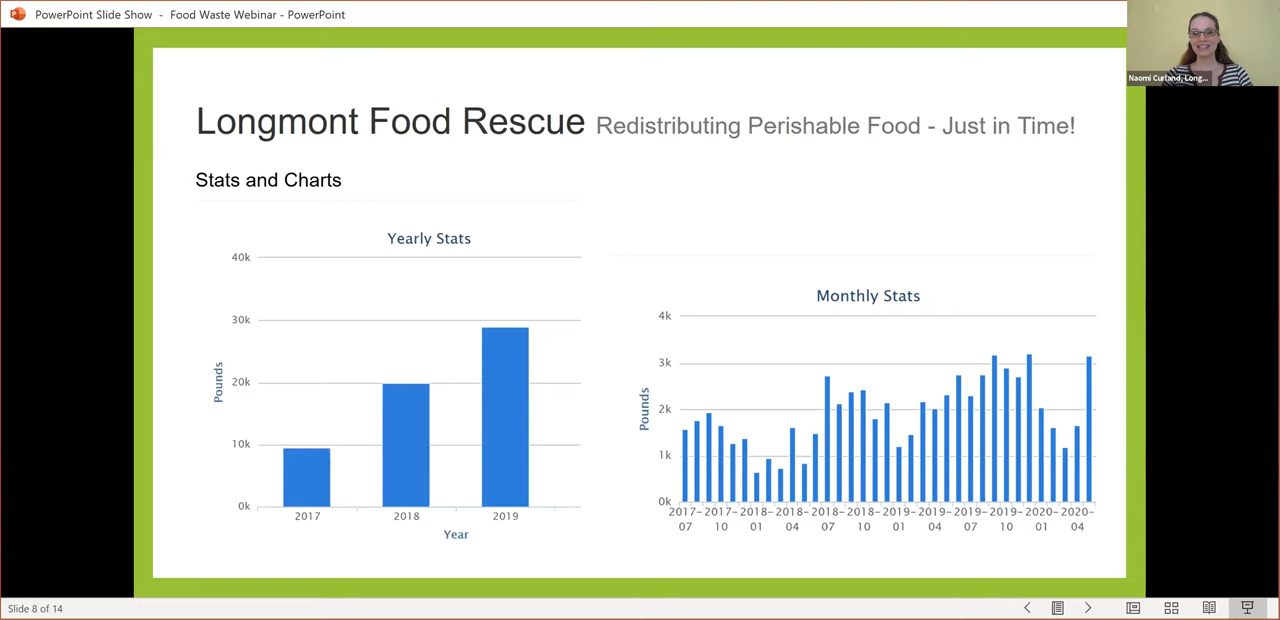 PowerPoint Slide Show - Food Waste Webinar - PowerPoint
Naomi Curland, Long...
Longmont Food Rescue Redistributing Perishable Food - Just in Time!
Stats and Charts
Yearly Stats
40k
30k
20k
10k
0k
Pounds
2017 2018 2019
Year
Monthly Stats
4k
3k
2k
1k
0k
Pounds
2017- 2017- 2018- 2018- 2018- 2018- 2019- 2019- 2019- 2019- 2020- 2020-
07 10 01 04 07 10 01 04 07 10 01 04
Slide 8 of 14